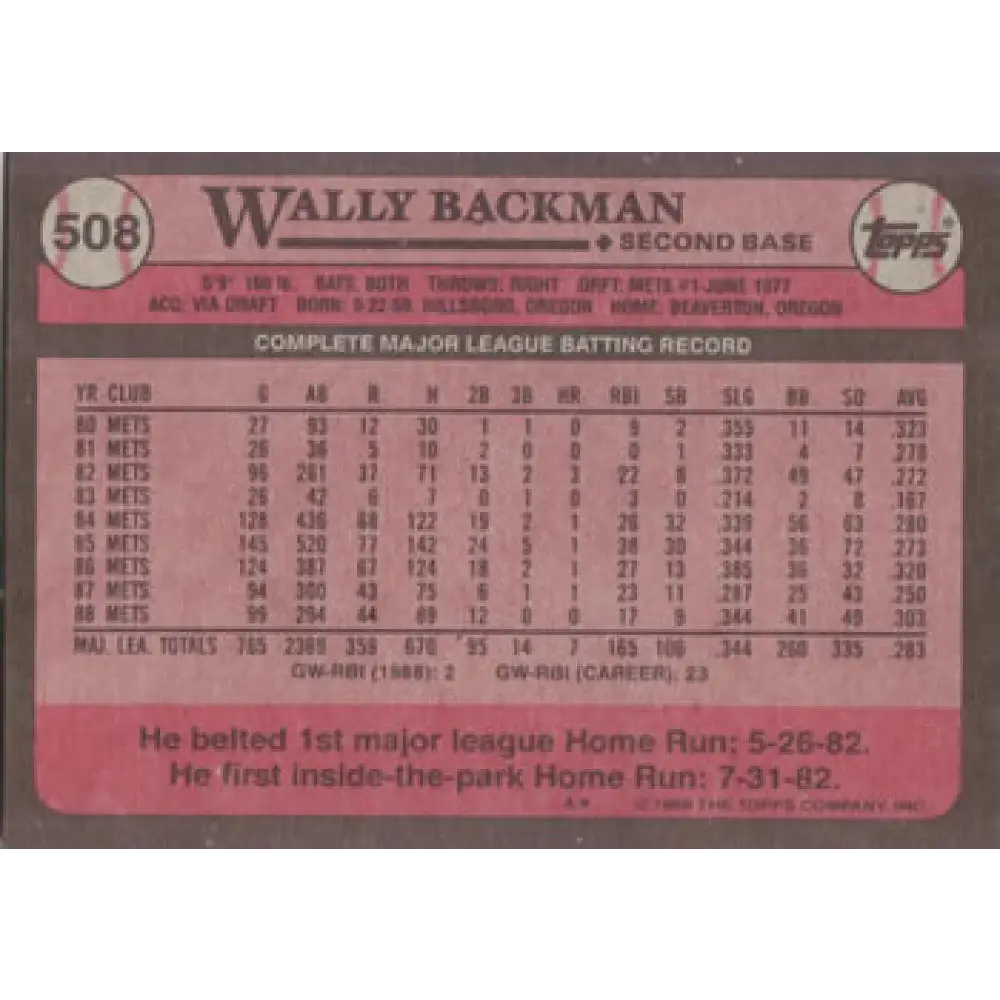 508
WALLY BACKMAN
SECOND BASE
topps®
5'9" 160 lb. BATS: BOTH THROWS: RIGHT DRFT: METS #1-JUNE 1977
ACQ: VIA DRAFT BORN: 9-22-59, HILLSBORO, OREGON HOME: BEAVERTON, OREGON
COMPLETE MAJOR LEAGUE BATTING RECORD
YR CLUB G AB R H 2B 3B HR RBI SB SLG BB SO AVG
80 METS 27 93 12 30 1 1 0 9 2 .355 11 14 .323
81 METS 26 36 5 10 2 0 0 0 1 .333 4 7 .278
82 METS 96 261 37 71 13 2 3 22 8 .372 49 47 .272
83 METS 26 42 6 7 0 1 0 3 0 .214 2 8 .167
84 METS 128 436 68 122 19 2 1 26 32 .339 56 63 .280
85 METS 145 520 77 142 24 5 1 38 30 .344 36 72 .273
86 METS 124 387 67 124 18 2 1 27 13 .385 36 32 .320
87 METS 94 300 43 75 6 1 1 23 11 .287 25 43 .250
88 METS 99 294 44 89 12 0 0 17 9 .344 41 49 .303
MAJ. LEA. TOTALS 765 2369 359 670 95 14 7 165 106 .344 260 335 .283
GW-RBI (1988): 2 GW-RBI (CAREER): 23
He belted 1st major league Home Run: 5-26-82.
He first inside-the-park Home Run: 7-31-82.
A* © 1989 THE TOPPS COMPANY, INC.